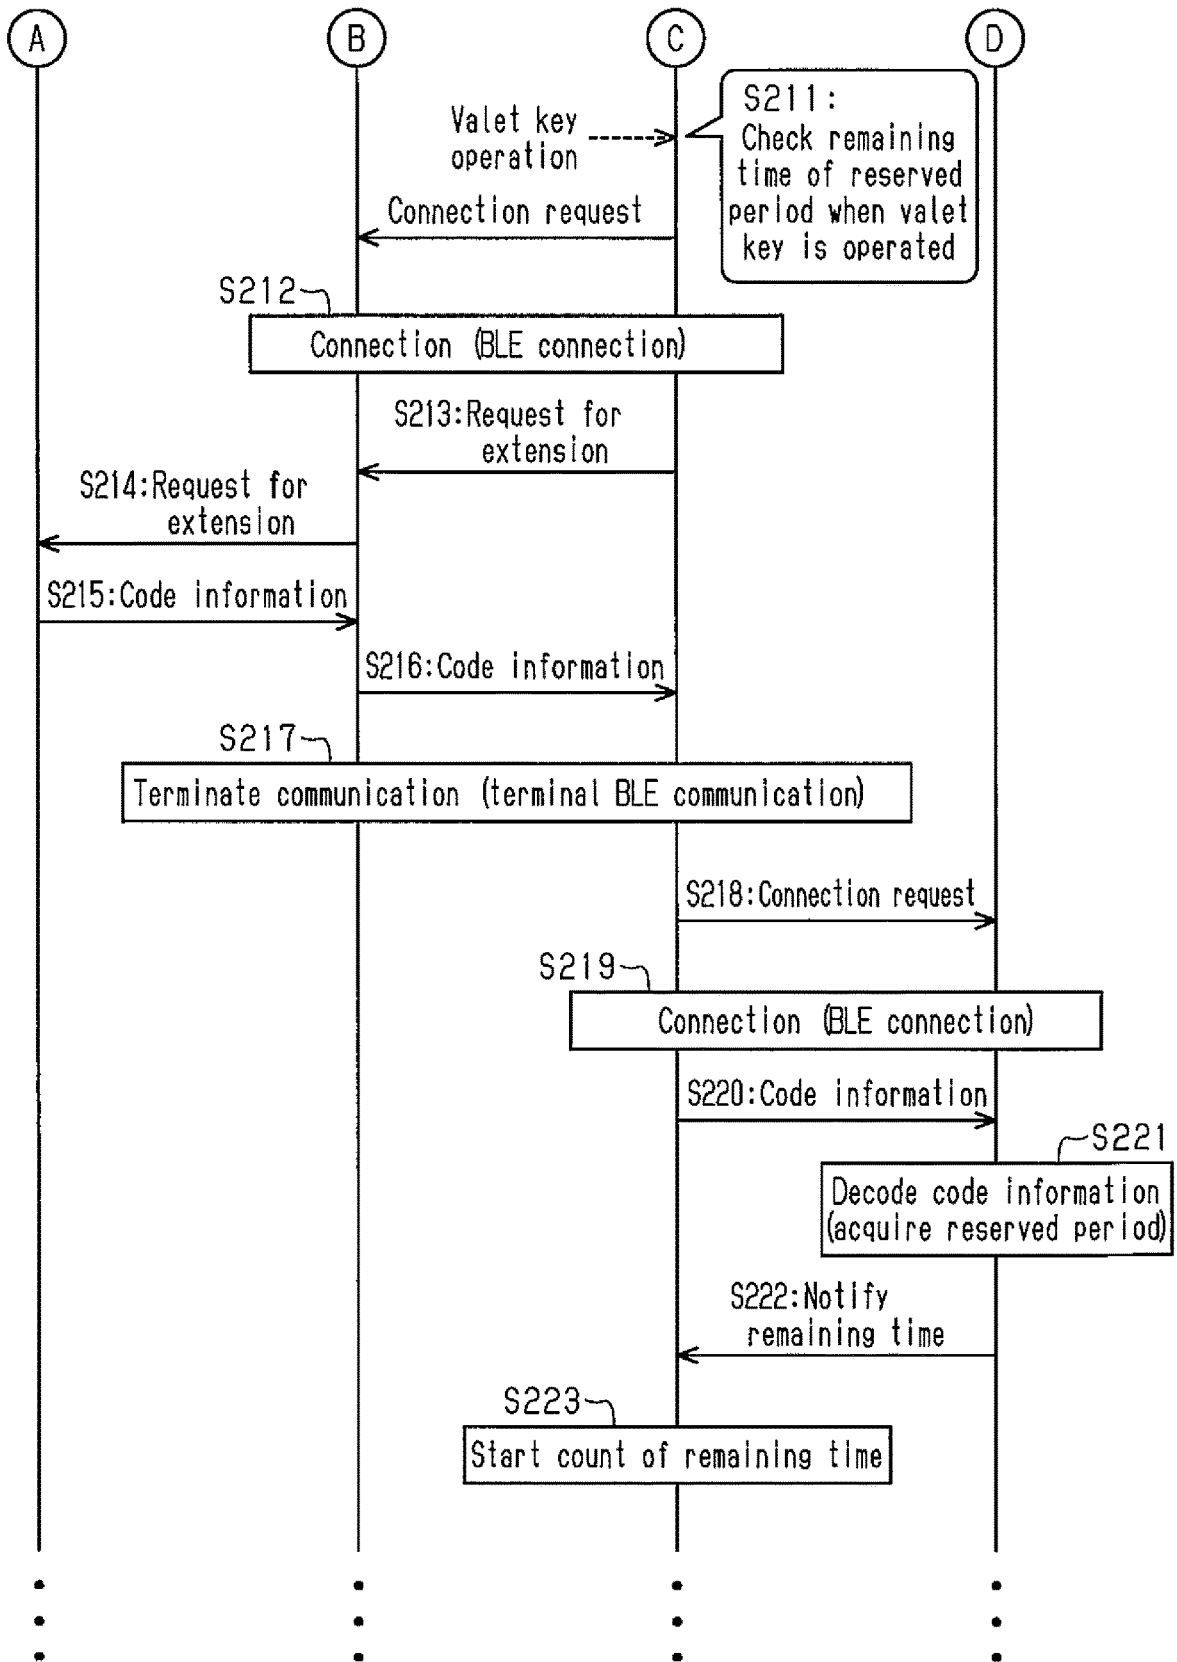 A B C D
S211:
Check remaining
time of reserved
period when valet
key is operated
Valet key
operation
Connection request
S212
Connection (BLE connection)
S213:Request for
extension
S214:Request for
extension
S215:Code information
S216:Code information
S217
Terminate communication (terminal BLE communication)
S218:Connection request
S219
Connection (BLE connection)
S220:Code information
S221
Decode code information
(acquire reserved period)
S222:Notify
remaining time
S223
Start count of remaining time